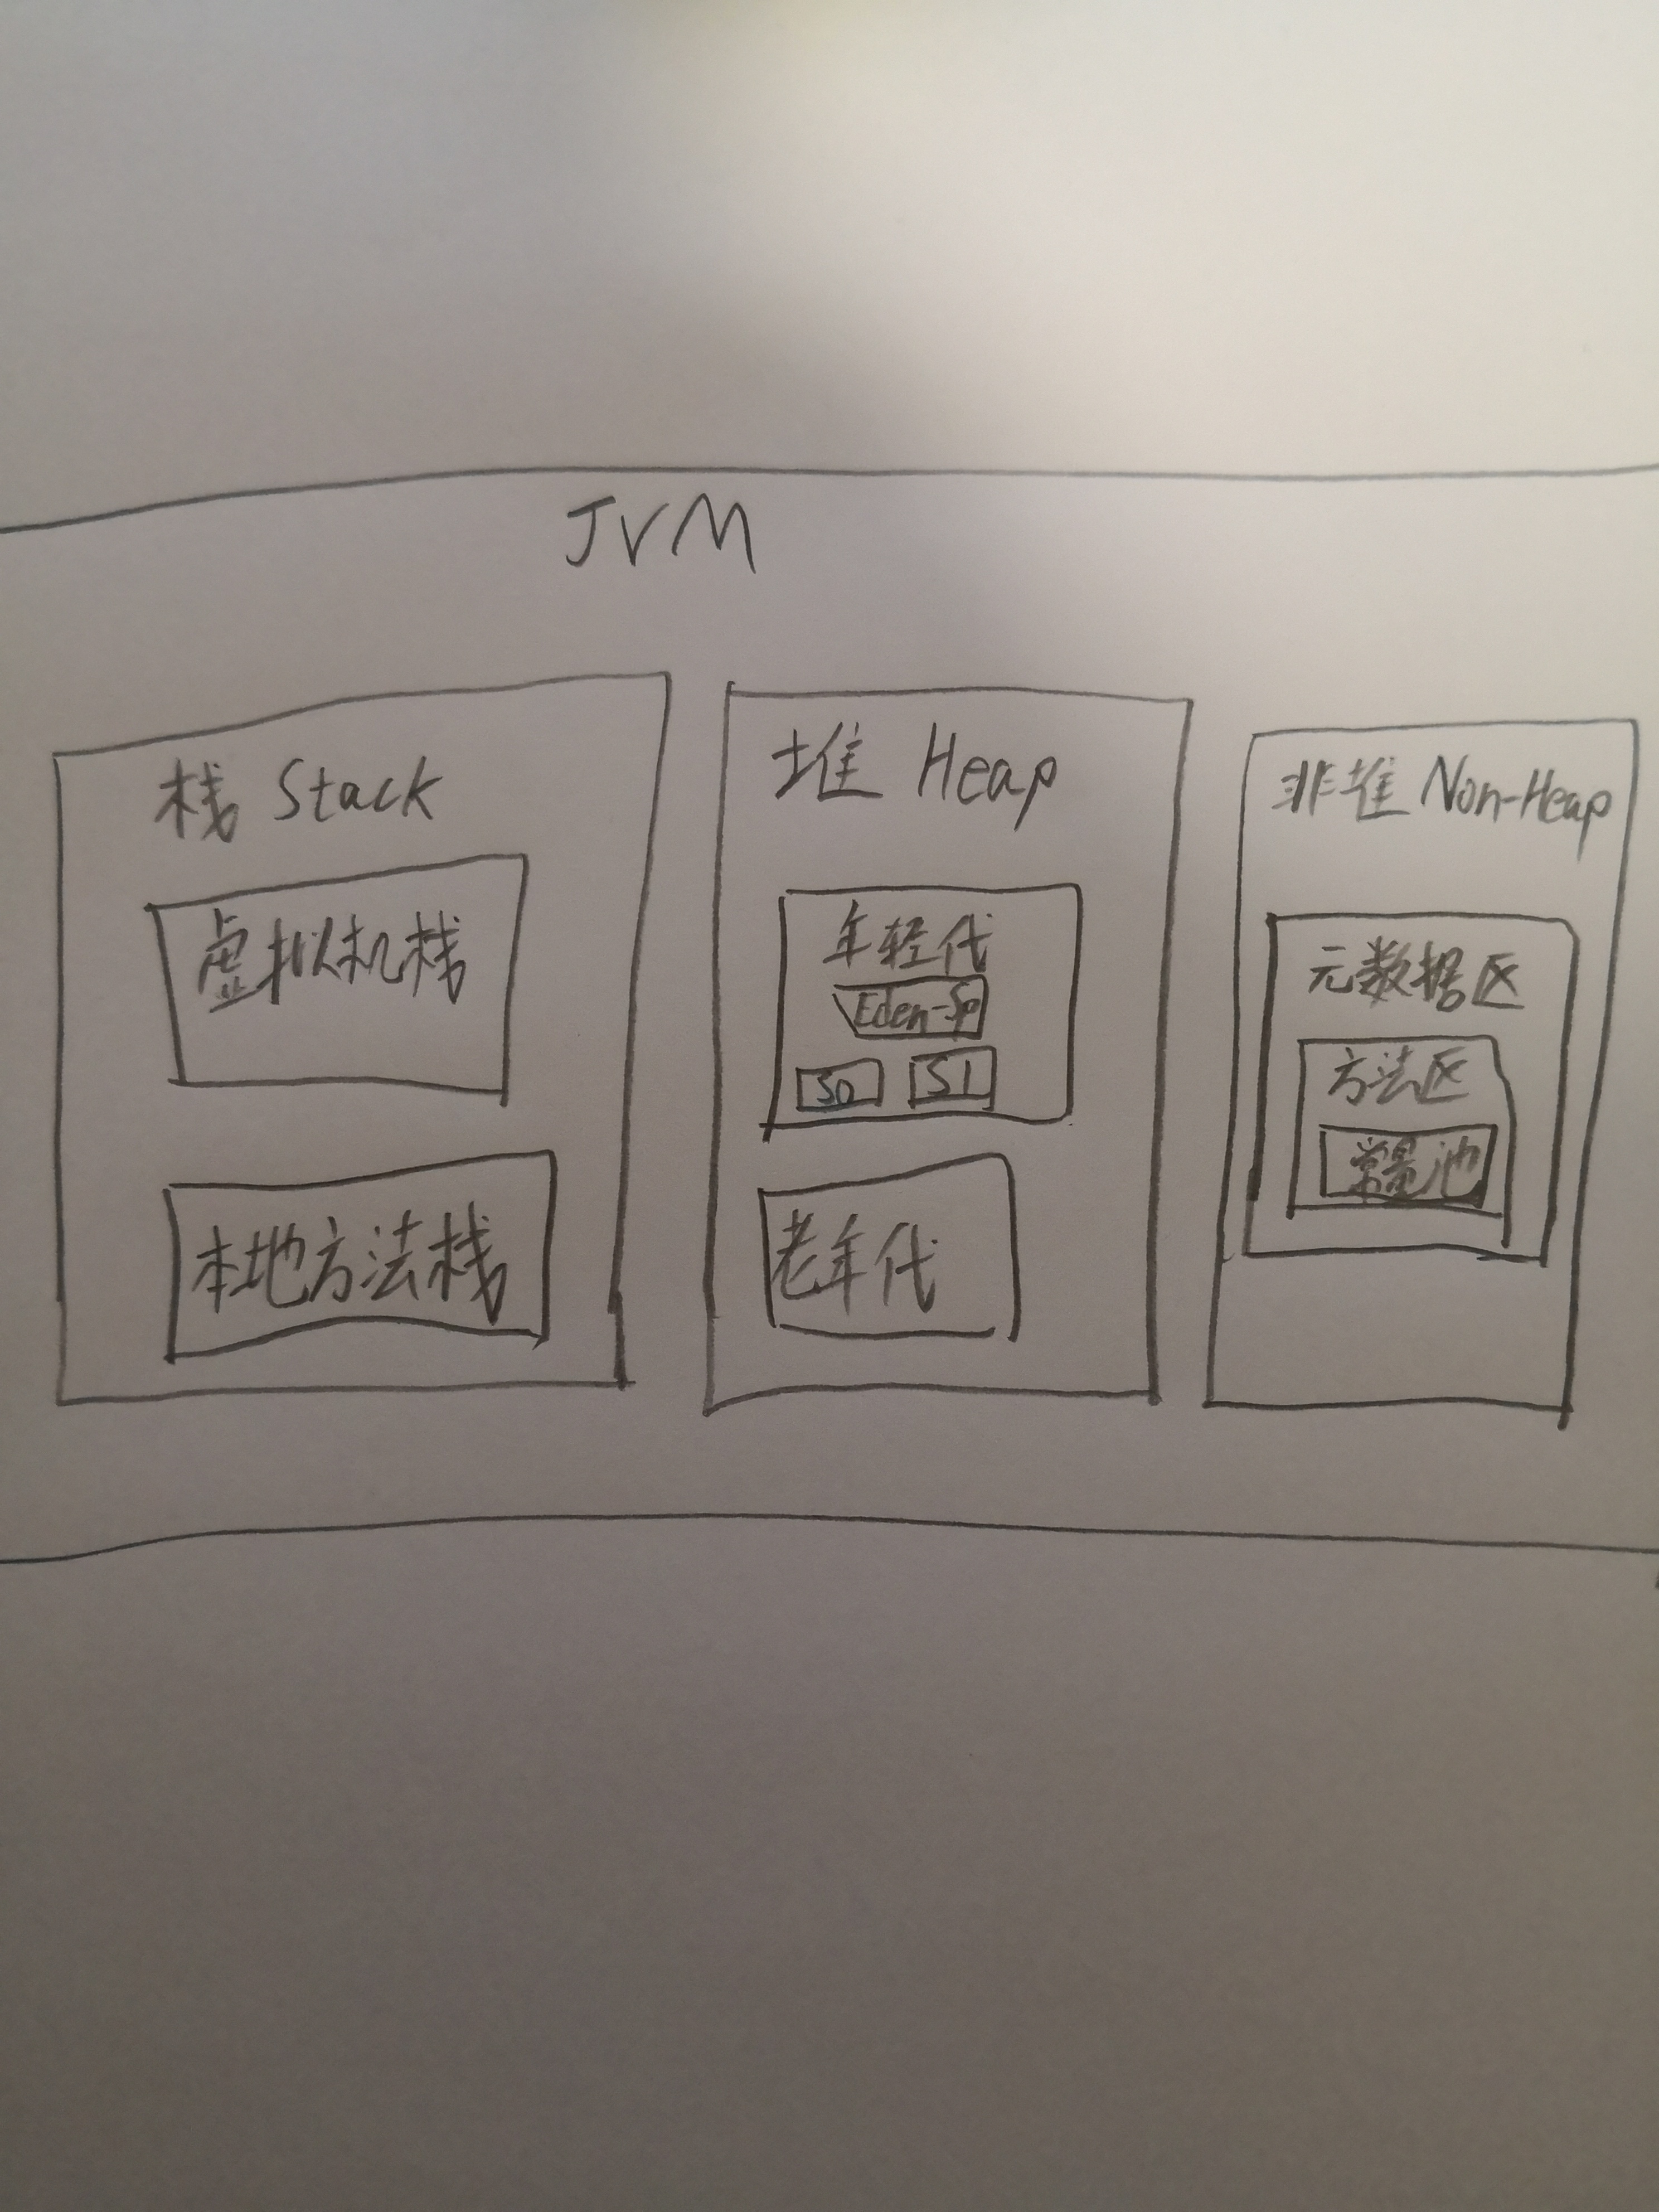 JVM
栈 Stack
虚拟机栈
本地方法栈
堆 Heap
年轻代
Eden-Sp
S0
S1
老年代
非堆 Non-Heap
元数据区
方法区
常量池